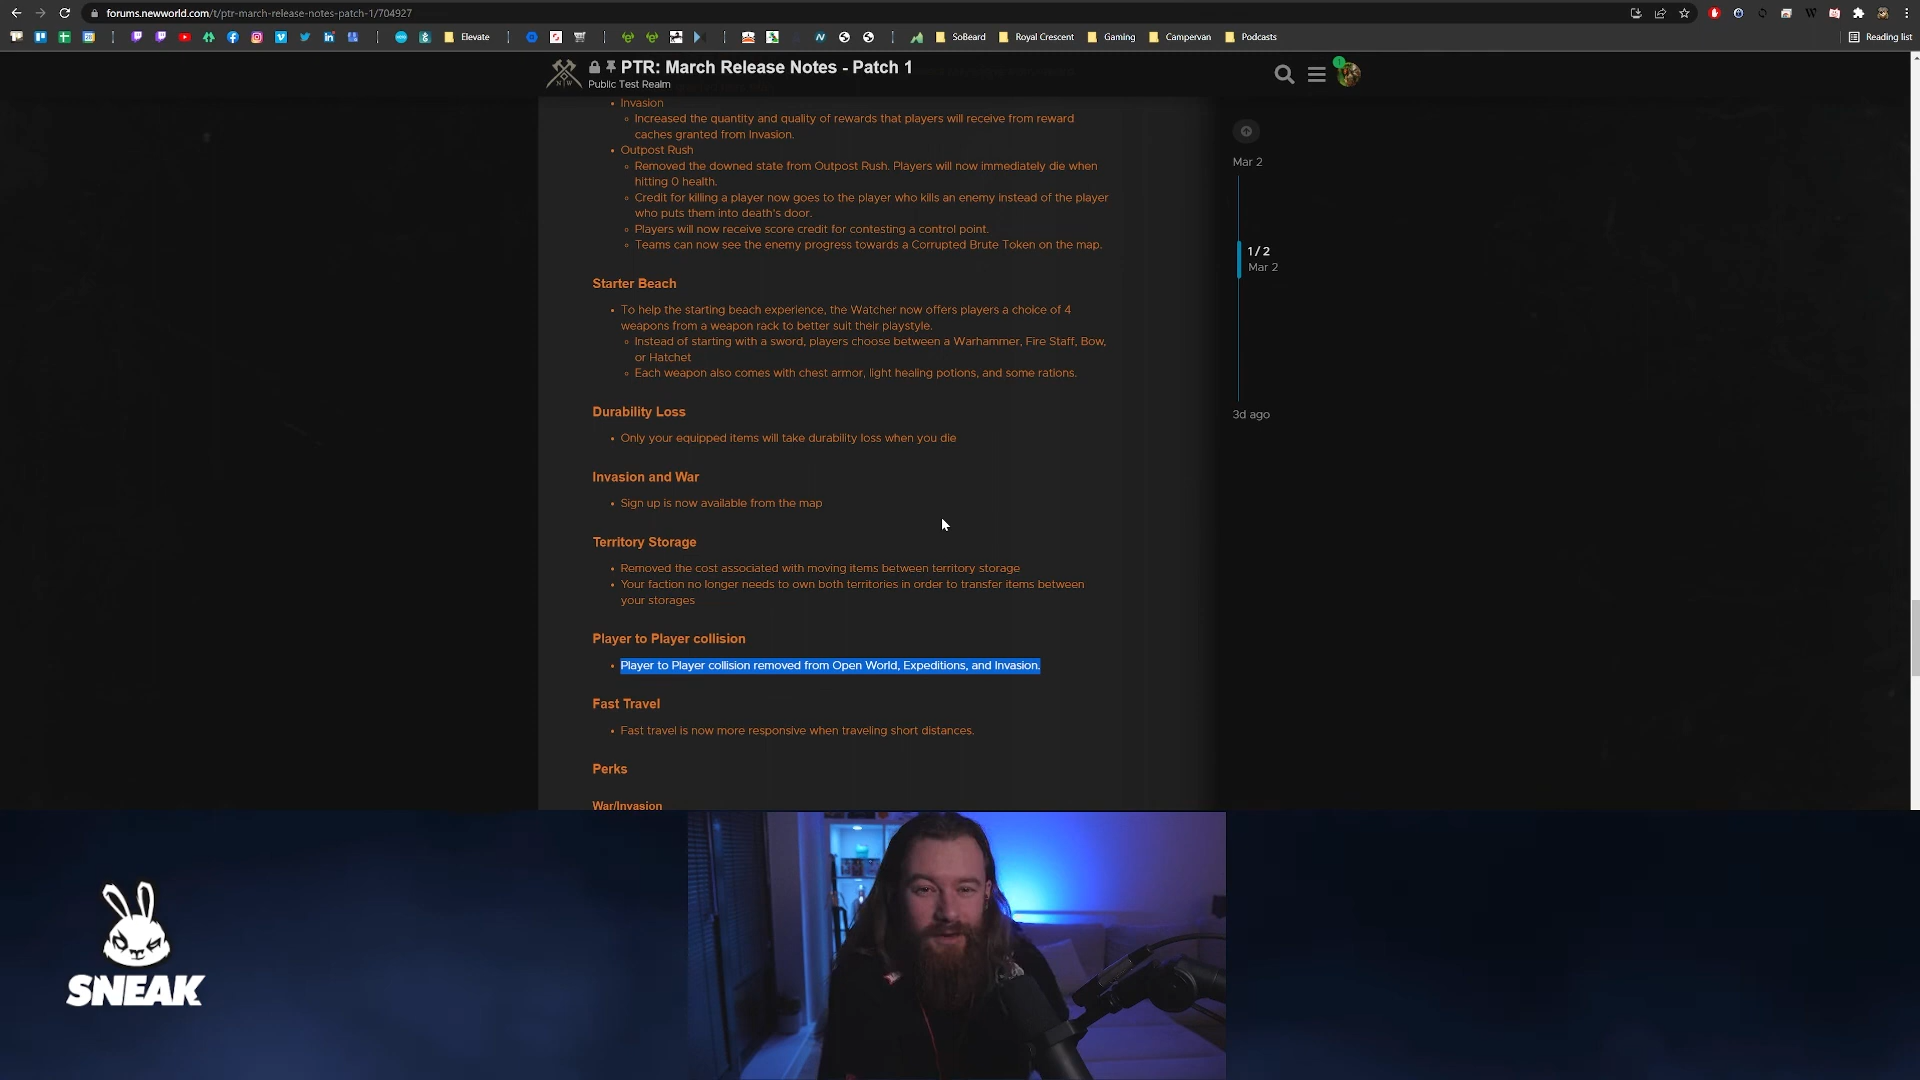 forums.newworld.com/t/ptr-march-release-notes-patch-1/704927
Elevate
SoBeard
Royal Crescent
Gaming
Campervan
Podcasts
Reading list
PTR: March Release Notes - Patch 1
Public Test Realm
1
• Invasion
Increased the quantity and quality of rewards that players will receive from reward
caches granted from Invasion.
• Outpost Rush
Removed the downed state from Outpost Rush. Players will now immediately die when
hitting 0 health.
Credit for killing a player now goes to the player who kills an enemy instead of the player
who puts them into death's door.
Players will now receive score credit for contesting a control point.
Teams can now see the enemy progress towards a Corrupted Brute Token on the map.
Starter Beach
• To help the starting beach experience, the Watcher now offers players a choice of 4
weapons from a weapon rack to better suit their playstyle.
Instead of starting with a sword, players choose between a Warhammer, Fire Staff, Bow,
or Hatchet
Each weapon also comes with chest armor, light healing potions, and some rations.
Durability Loss
• Only your equipped items will take durability loss when you die
Invasion and War
• Sign up is now available from the map
Territory Storage
• Removed the cost associated with moving items between territory storage
• Your faction no longer needs to own both territories in order to transfer items between
your storages
Player to Player collision
• Player to Player collision removed from Open World, Expeditions, and Invasion.
Fast Travel
• Fast travel is now more responsive when traveling short distances.
Perks
War/Invasion
Mar 2
1 / 2
Mar 2
3d ago
SNEAK